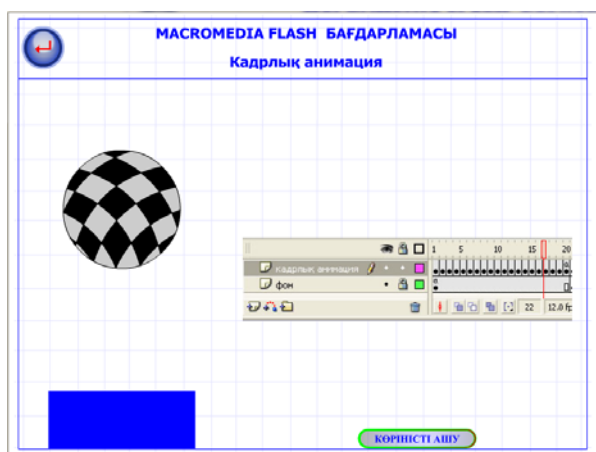 MACROMEDIA FLASH БАҒДАРЛАМАСЫ
Кадрлық анимация
1 5 10 15 20
кадрлық анимация
фон
22 12.0 fp
КӨРІНІСТІ АШУ